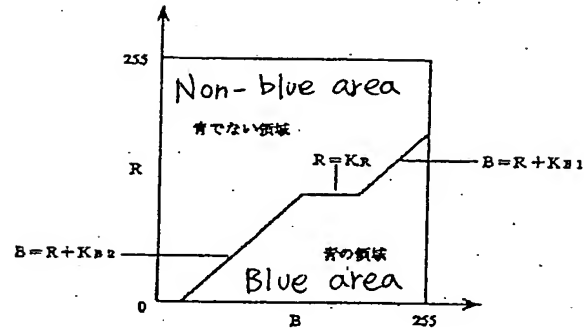 255
Non-blue area
青でない領域
R=KR
R
B=R+KB1
B=R+KB2
青の領域
Blue area
0
B
255